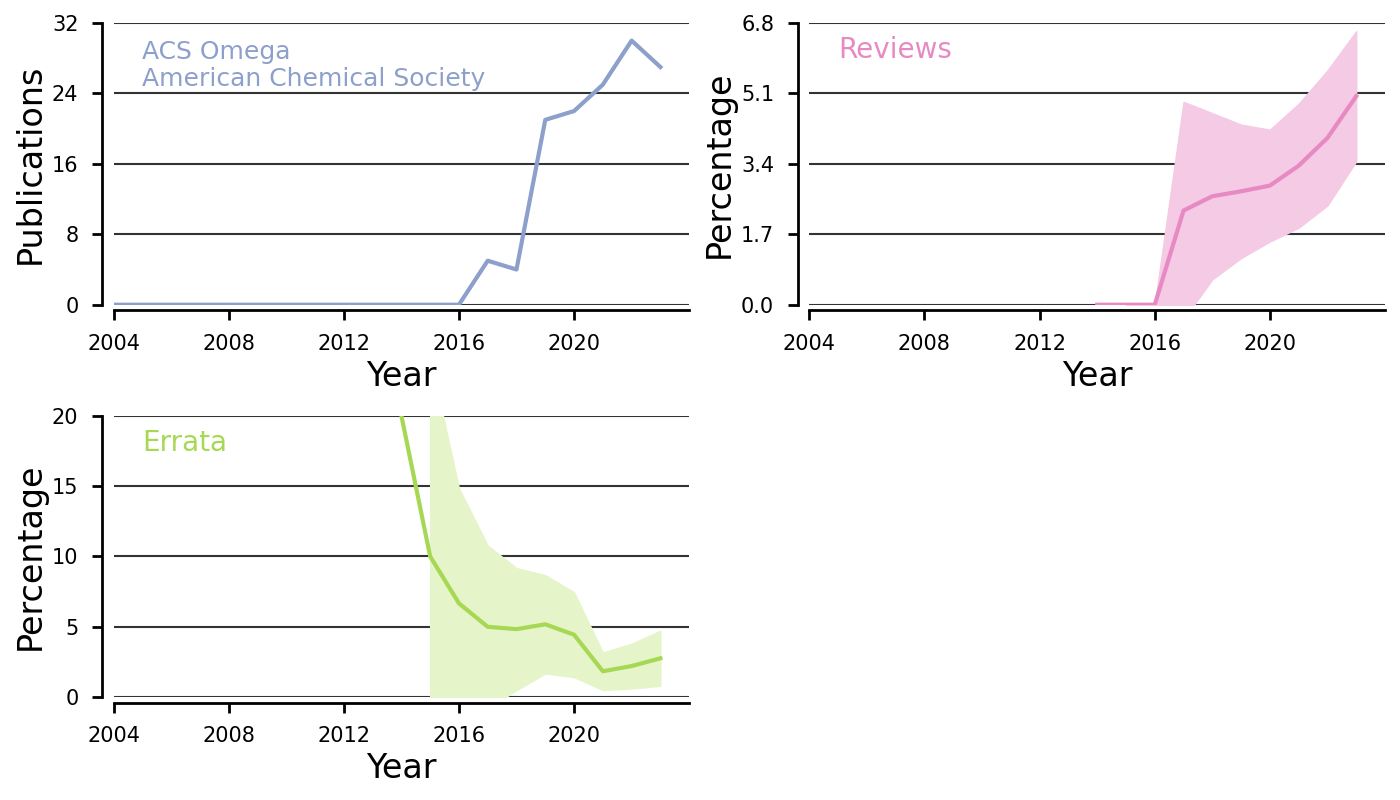 ACS Omega
American Chemical Society
Publications
32
24
16
8
0
2004 2008 2012 2016 2020
Year
Reviews
Percentage
6.8
5.1
3.4
1.7
0.0
2004 2008 2012 2016 2020
Year
Errata
Percentage
20
15
10
5
0
2004 2008 2012 2016 2020
Year